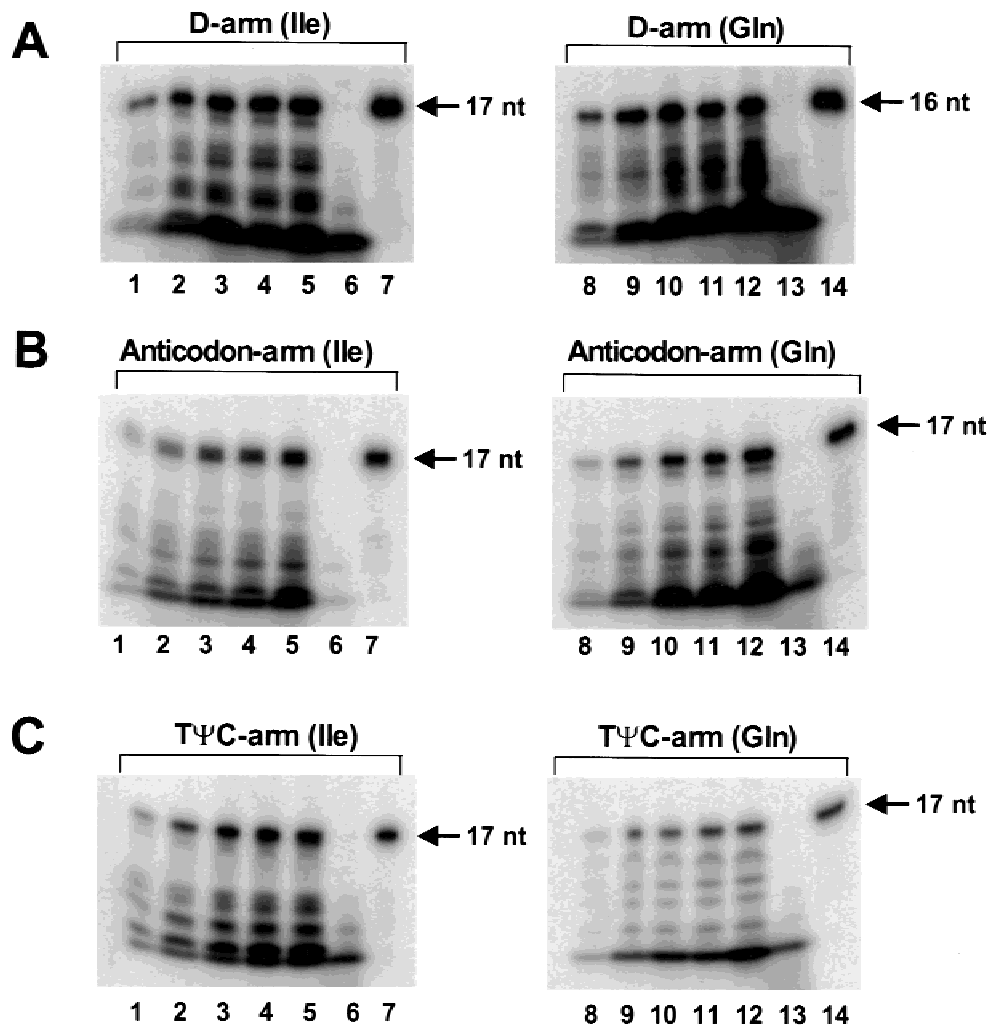 A
D-arm (Ile)
D-arm (Gln)
17 nt
16 nt
1 2 3 4 5 6 7
8 9 10 11 12 13 14
B
Anticodon-arm (Ile)
Anticodon-arm (Gln)
17 nt
17 nt
1 2 3 4 5 6 7
8 9 10 11 12 13 14
C
TΨC-arm (Ile)
TΨC-arm (Gln)
17 nt
17 nt
1 2 3 4 5 6 7
8 9 10 11 12 13 14